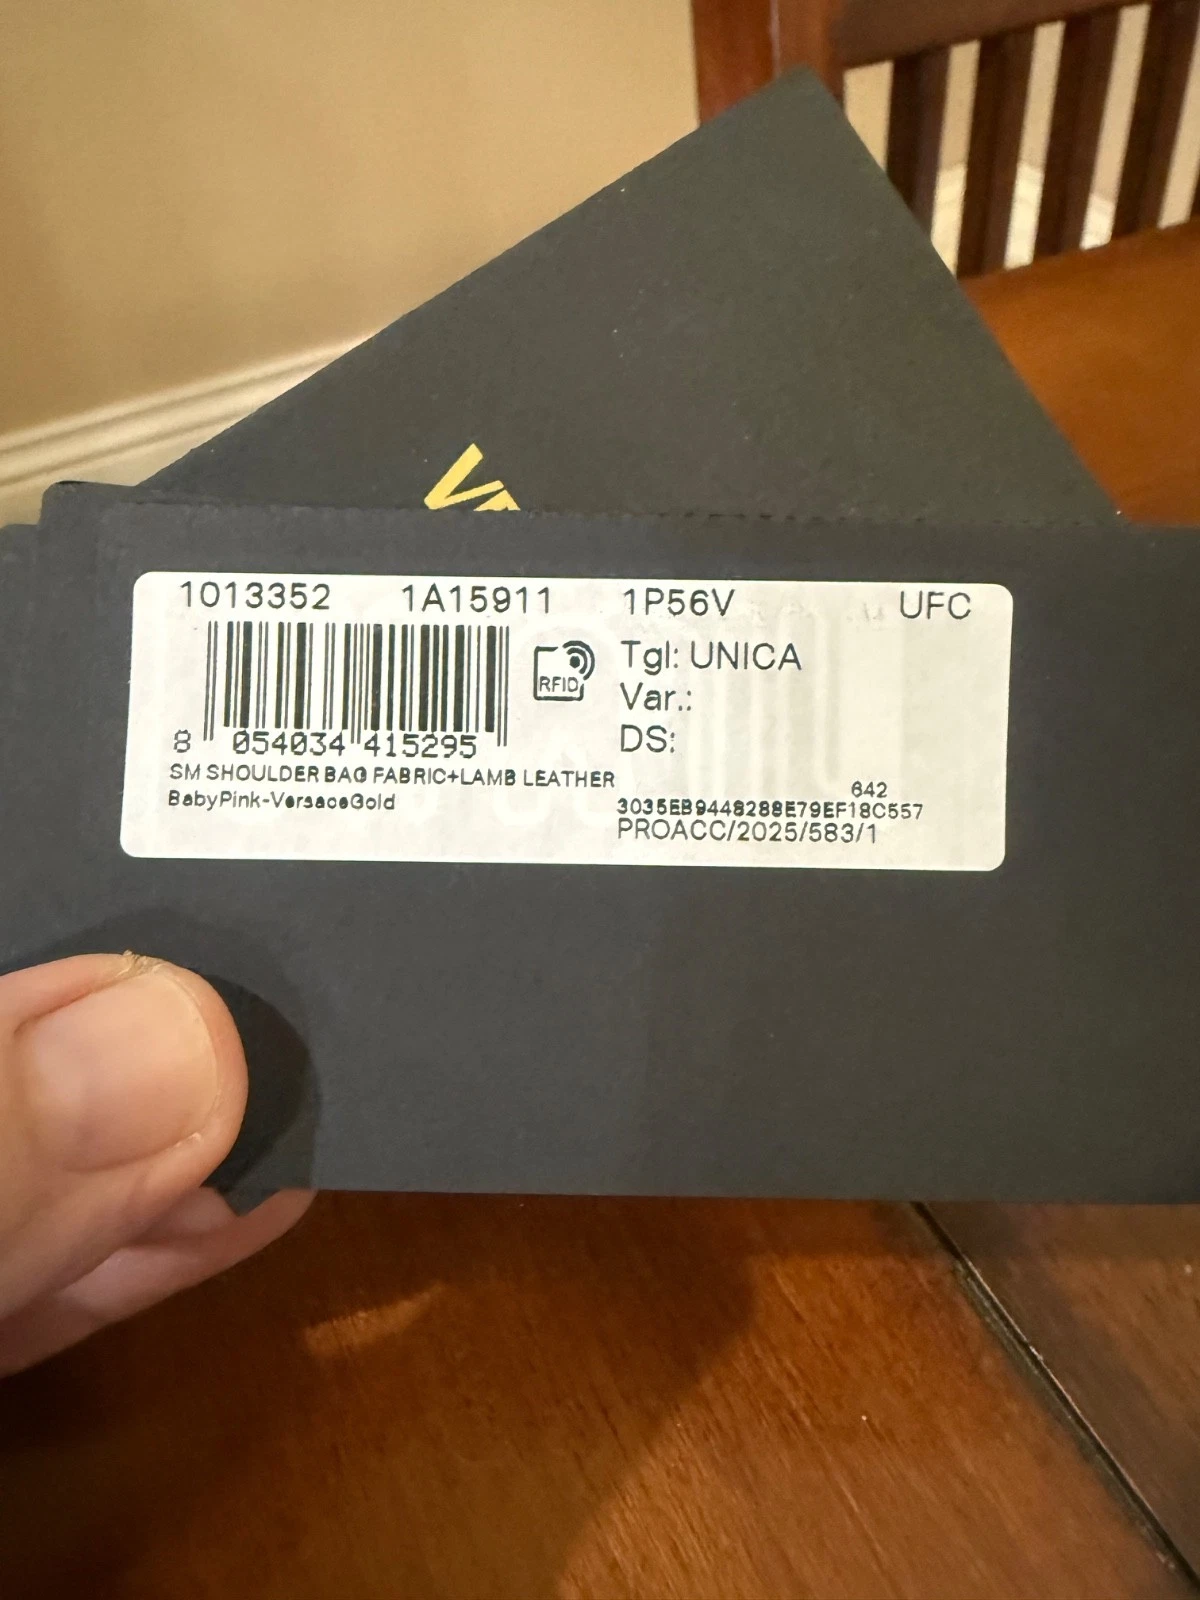 1013352 1A15911 1P56V UFC
RFID
Tgl: UNICA
Var.:
DS:
8 054034 415295
SM SHOULDER BAG FABRIC+LAMB LEATHER
BabyPink-VersaceGold
642
3035EB9448288E79EF18C557
PROACC/2025/583/1